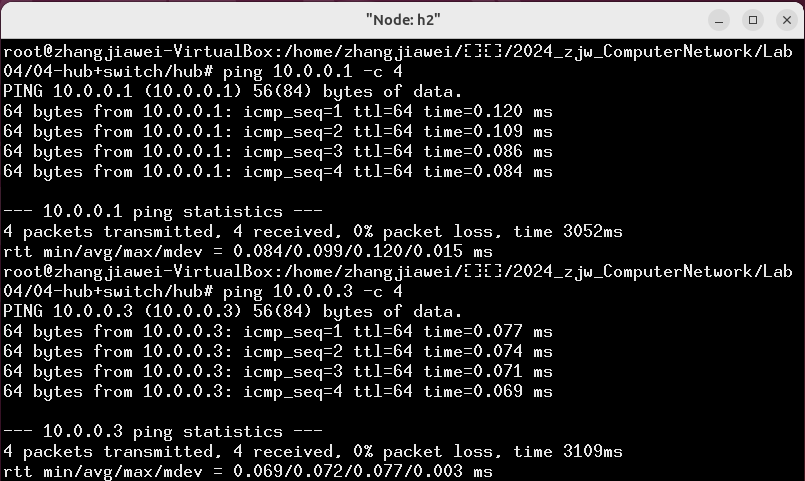 "Node: h2"
root@zhangjiawei-VirtualBox:/home/zhangjiawei/[][]/2024_zjw_ComputerNetwork/Lab
04/04-hub+switch/hub# ping 10.0.0.1 -c 4
PING 10.0.0.1 (10.0.0.1) 56(84) bytes of data.
64 bytes from 10.0.0.1: icmp_seq=1 ttl=64 time=0.120 ms
64 bytes from 10.0.0.1: icmp_seq=2 ttl=64 time=0.109 ms
64 bytes from 10.0.0.1: icmp_seq=3 ttl=64 time=0.086 ms
64 bytes from 10.0.0.1: icmp_seq=4 ttl=64 time=0.084 ms
--- 10.0.0.1 ping statistics ---
4 packets transmitted, 4 received, 0% packet loss, time 3052ms
rtt min/avg/max/mdev = 0.084/0.099/0.120/0.015 ms
root@zhangjiawei-VirtualBox:/home/zhangjiawei/[][]/2024_zjw_ComputerNetwork/Lab
04/04-hub+switch/hub# ping 10.0.0.3 -c 4
PING 10.0.0.3 (10.0.0.3) 56(84) bytes of data.
64 bytes from 10.0.0.3: icmp_seq=1 ttl=64 time=0.077 ms
64 bytes from 10.0.0.3: icmp_seq=2 ttl=64 time=0.074 ms
64 bytes from 10.0.0.3: icmp_seq=3 ttl=64 time=0.071 ms
64 bytes from 10.0.0.3: icmp_seq=4 ttl=64 time=0.069 ms
--- 10.0.0.3 ping statistics ---
4 packets transmitted, 4 received, 0% packet loss, time 3109ms
rtt min/avg/max/mdev = 0.069/0.072/0.077/0.003 ms